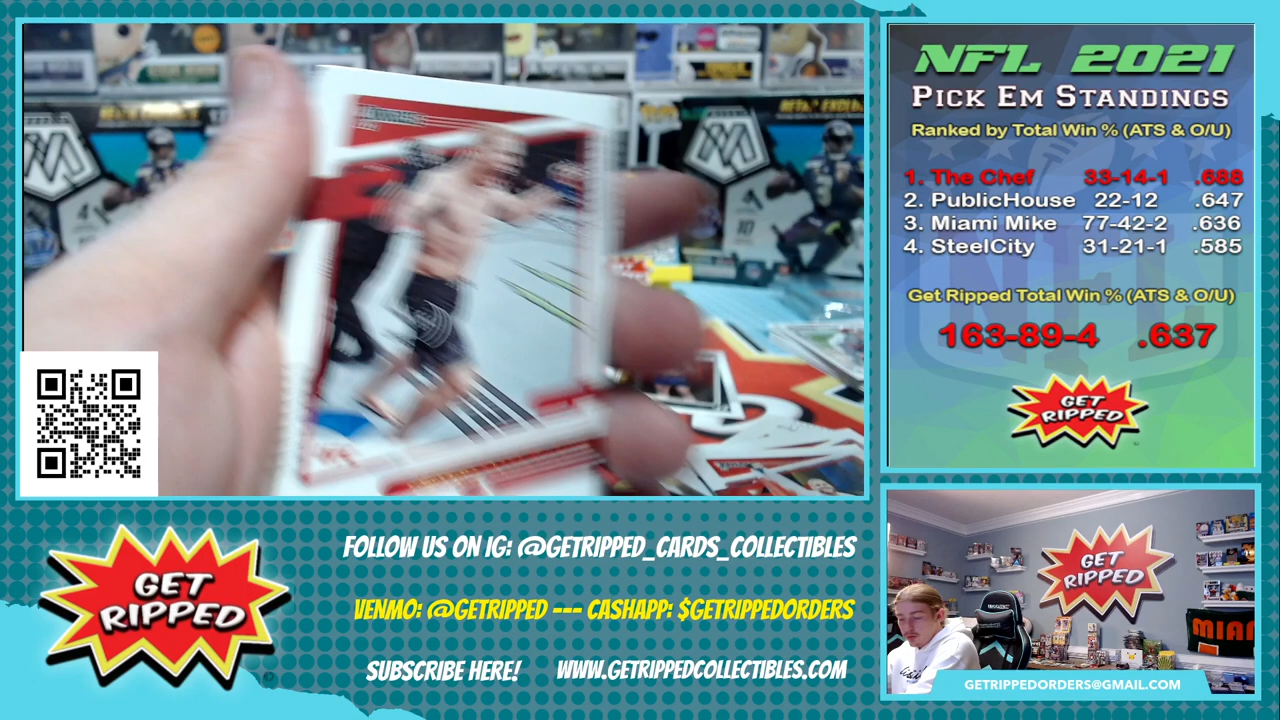 NFL 2021
PICK EM STANDINGS
Ranked by Total Win % (ATS & O/U)
1. The Chef 33-14-1 .688
2. PublicHouse 22-12 .647
3. Miami Mike 77-42-2 .636
4. SteelCity 31-21-1 .585
Get Ripped Total Win % (ATS & O/U)
163-89-4 .637
GET
RIPPED
GET
RIPPED
FOLLOW US ON IG: @GETRIPPED_CARDS_COLLECTIBLES
VENMO: @GETRIPPED --- CASHAPP: $GETRIPPEDORDERS
SUBSCRIBE HERE! WWW.GETRIPPEDCOLLECTIBLES.COM
GET
RIPPED
MIAMI
GETRIPPEDORDERS@GMAIL.COM